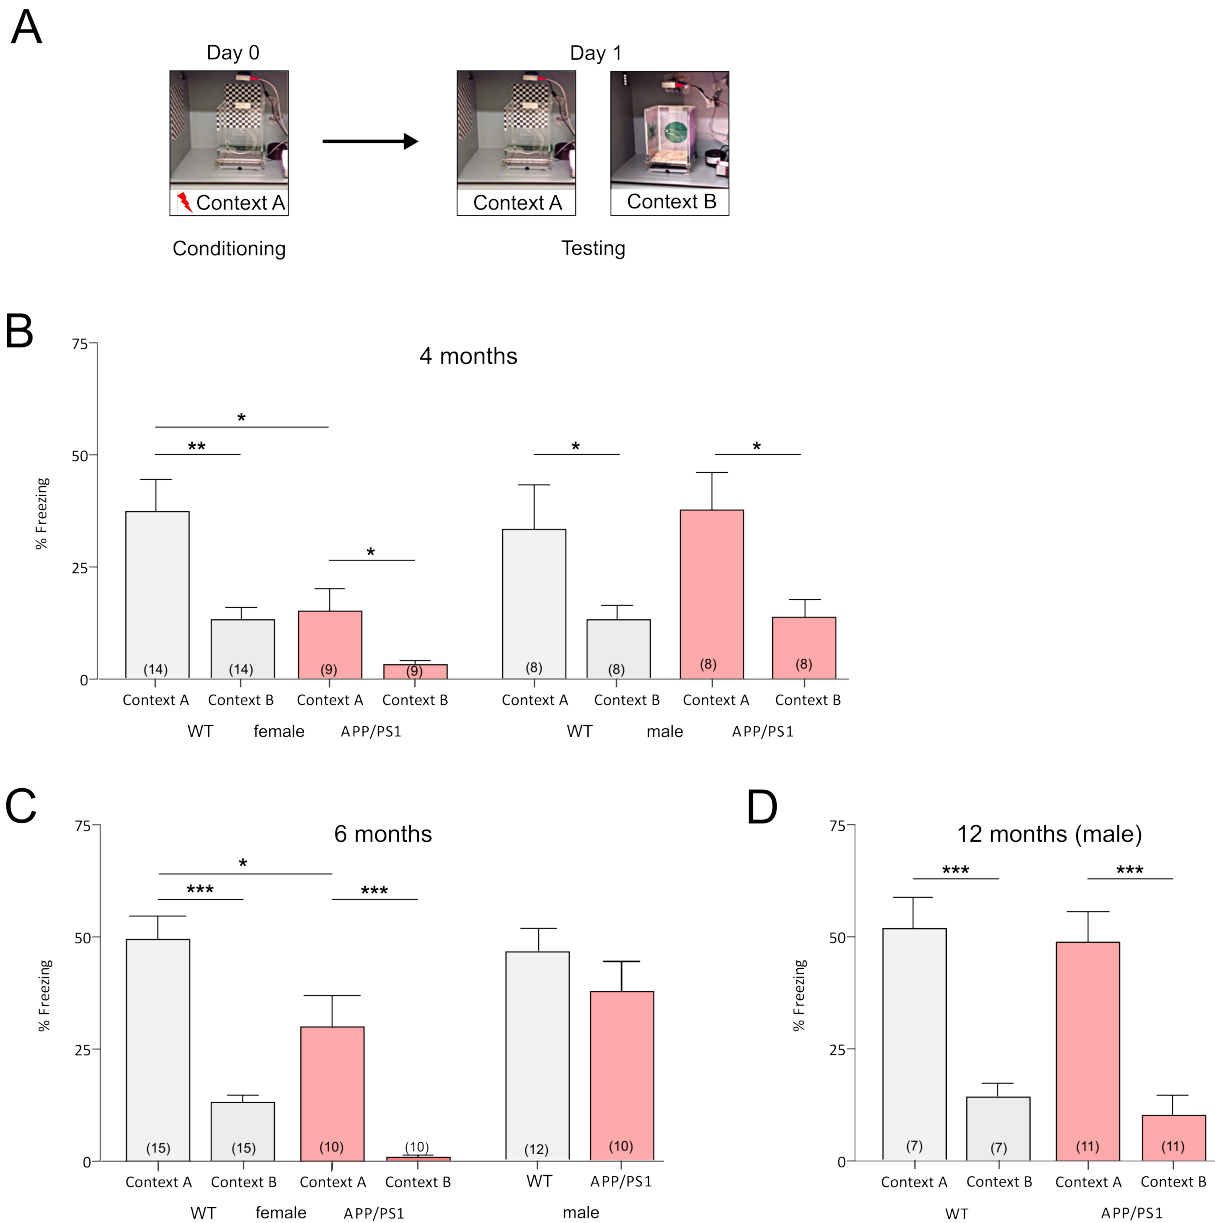 A
Day 0
Day 1
Context A
Context A
Context B
Conditioning
Testing
B
4 months
75
50
25
0
% Freezing
*
**
*
*
*
(14)
(14)
(9)
(9)
(8)
(8)
(8)
(8)
Context A
Context B
Context A
Context B
Context A
Context B
Context A
Context B
WT
female
APP/PS1
WT
male
APP/PS1
C
6 months
75
50
25
0
% Freezing
*
***
***
(15)
(15)
(10)
(10)
(12)
(10)
Context A
Context B
Context A
Context B
WT
APP/PS1
WT
female
APP/PS1
male
D
12 months (male)
75
50
25
0
% Freezing
***
***
(7)
(7)
(11)
(11)
Context A
Context B
Context A
Context B
WT
APP/PS1